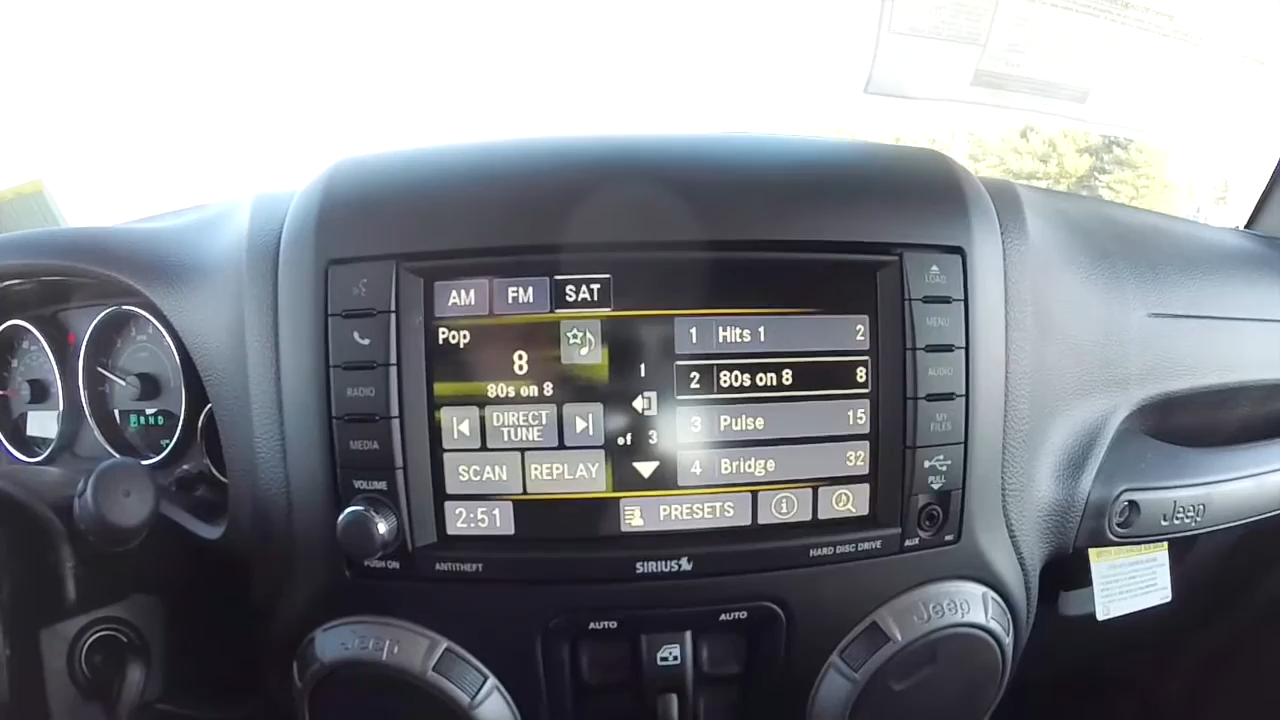 AM FM SAT
Pop
8
80s on 8
DIRECT TUNE
SCAN REPLAY
2:51
1
of 3
1 Hits 1 2
2 80s on 8 8
3 Pulse 15
4 Bridge 32
PRESETS
i
RADIO
MEDIA
VOLUME
PUSH ON
LOAD
MENU
AUDIO
MY FILES
PULL
AUX
ANTITHEFT
SIRIUS
HARD DISC DRIVE
AUTO
AUTO
Jeep
Jeep
Jeep
P R N D